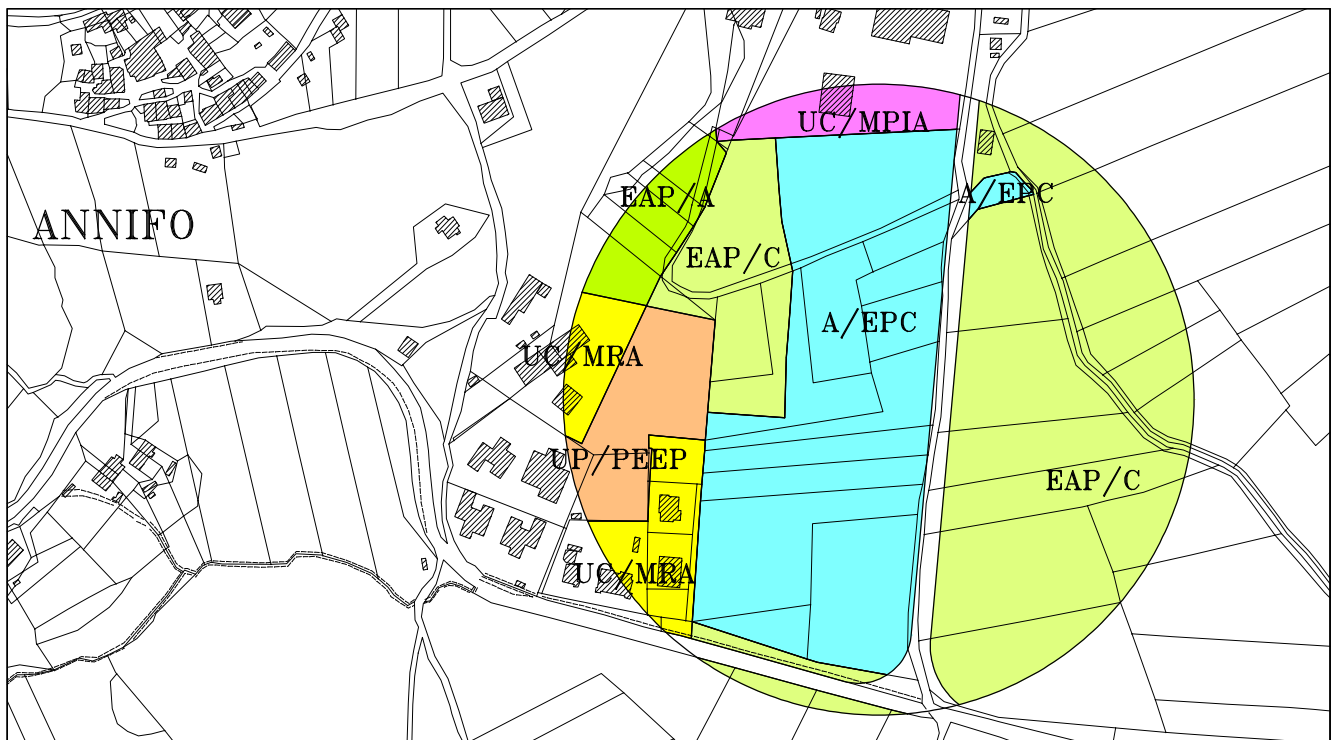 UC/MPIA
EAP/A
A/EPC
ANNIFO
EAP/C
A/EPC
UC/MRA
UP/PEEP
EAP/C
UC/MRA